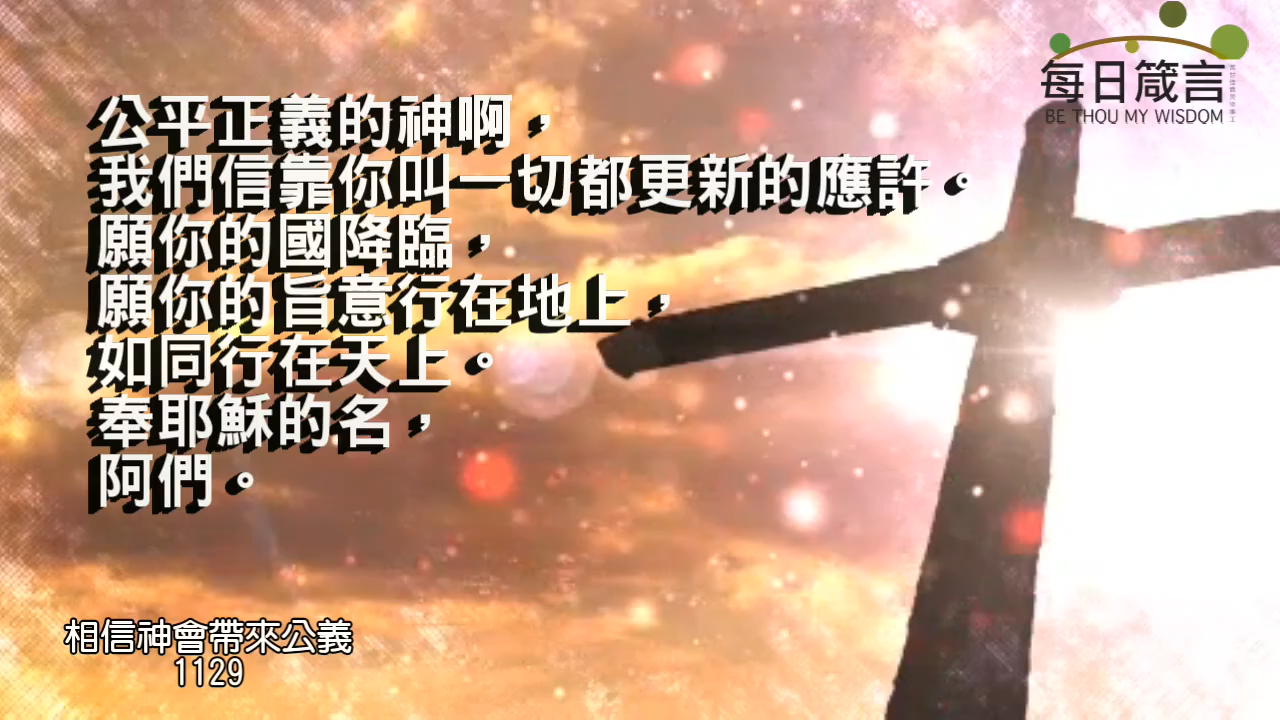 每日箴言
BE THOU MY WISDOM
公平正義的神啊，
我們信靠你叫一切都更新的應許。
願你的國降臨，
願你的旨意行在地上，
如同行在天上。
奉耶穌的名，
阿們。
相信神會帶來公義
1129